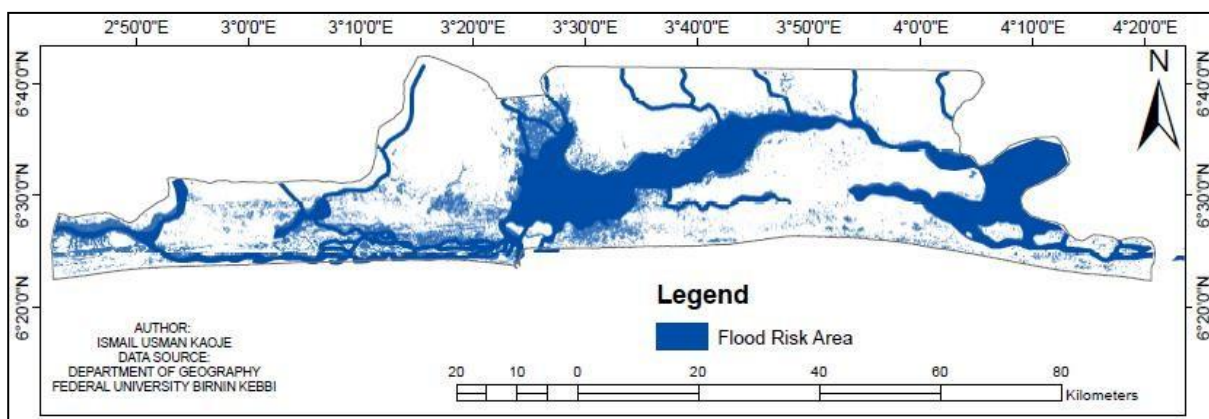 2°50'0"E 3°0'0"E 3°10'0"E 3°20'0"E 3°30'0"E 3°40'0"E 3°50'0"E 4°0'0"E 4°10'0"E 4°20'0"E
N
6°40'0"N 6°40'0"N
6°30'0"N 6°30'0"N
6°20'0"N 6°20'0"N
Legend
Flood Risk Area
AUTHOR:
ISMAIL USMAN KAOJE
DATA SOURCE:
DEPARTMENT OF GEOGRAPHY
FEDERAL UNIVERSITY BIRNIN KEBBI
20 10 0 20 40 60 80
Kilometers